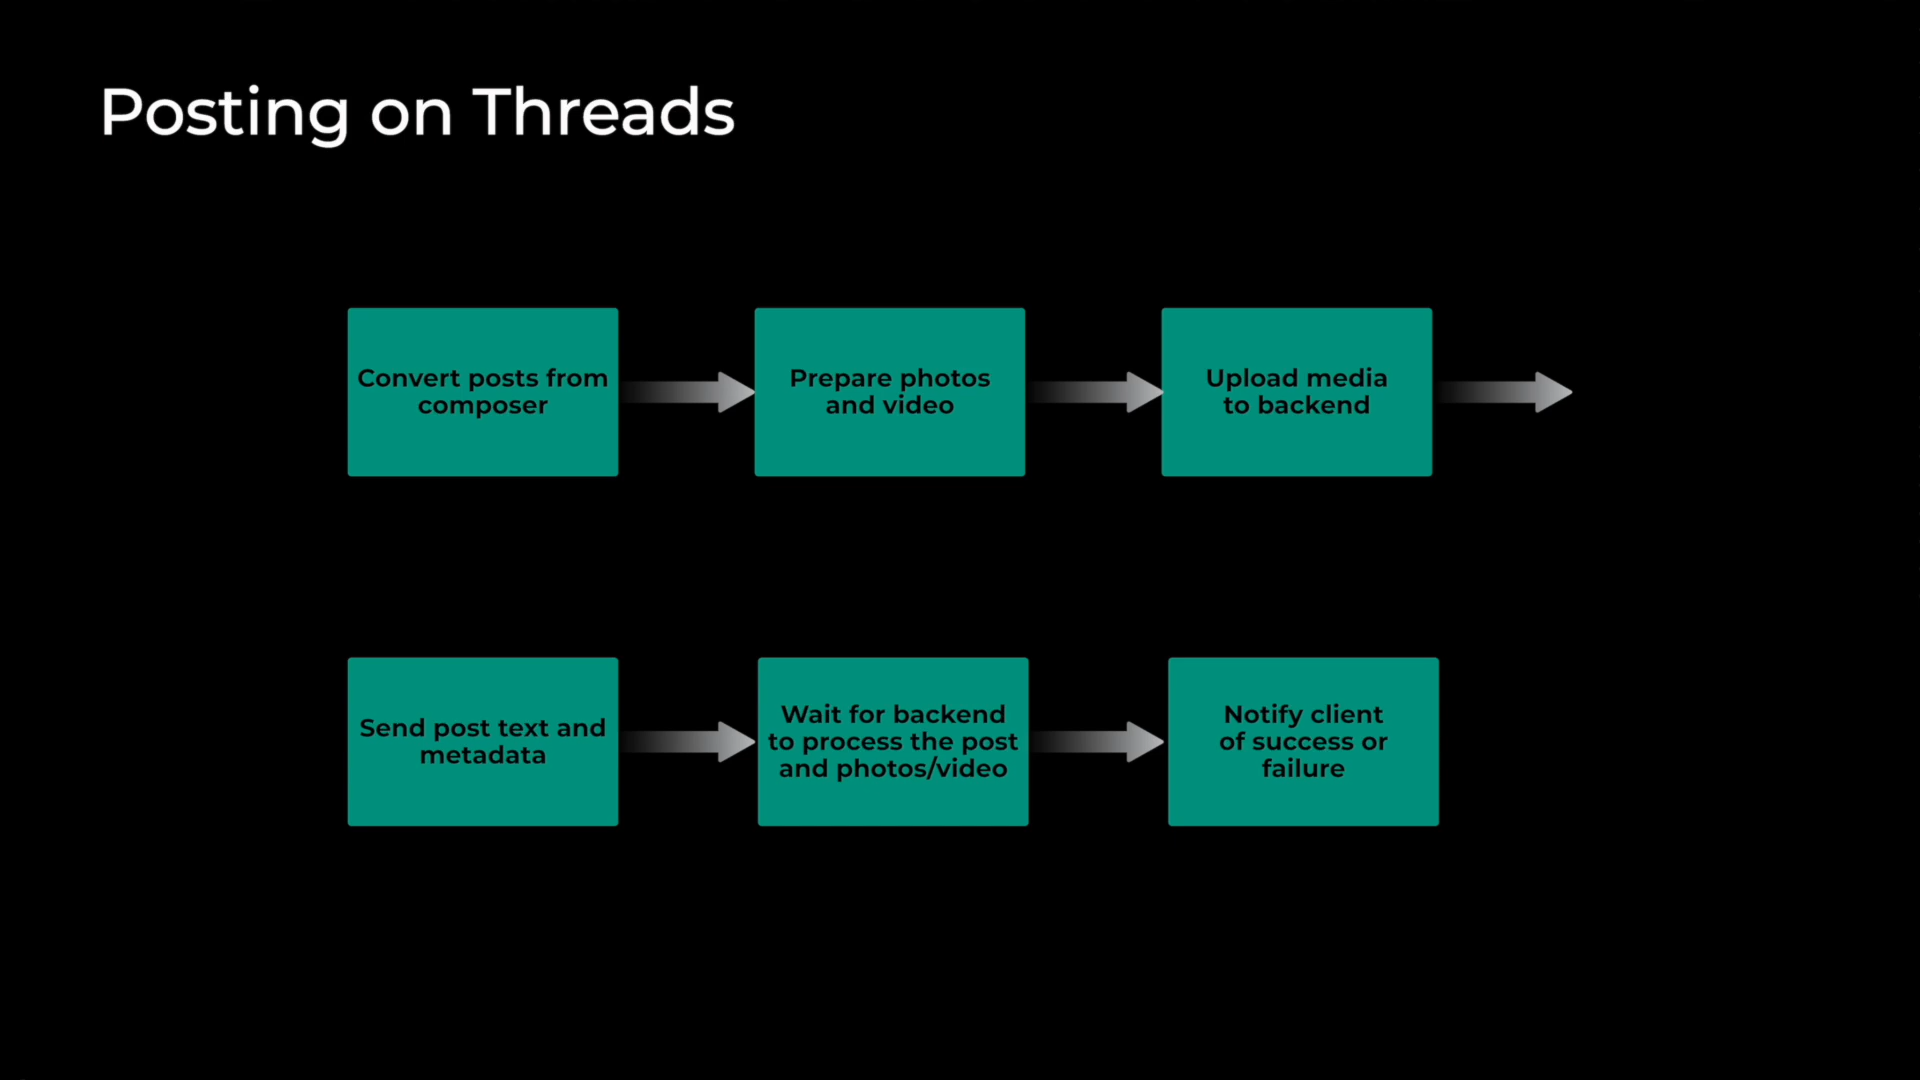 Posting on Threads
Convert posts from
composer
Prepare photos
and video
Upload media
to backend
Send post text and
metadata
Wait for backend
to process the post
and photos/video
Notify client
of success or
failure